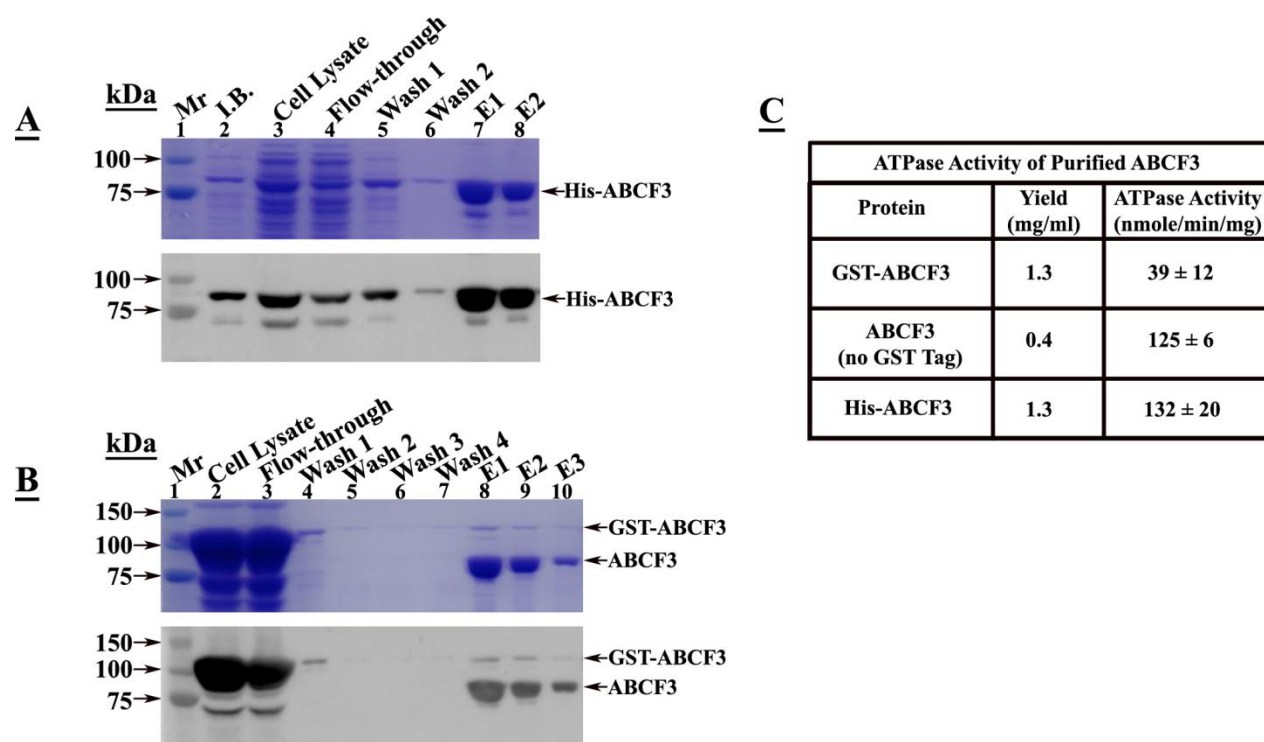 A
kDa
Mr I.B. Cell Lysate Flow-through Wash 1 Wash 2 E1 E2
1 2 3 4 5 6 7 8
100
75
His-ABCF3
100
75
His-ABCF3
B
kDa
Mr Cell Lysate Flow-through Wash 1 Wash 2 Wash 3 Wash 4 E1 E2 E3
1 2 3 4 5 6 7 8 9 10
150
GST-ABCF3
100
ABCF3
75
150
GST-ABCF3
100
ABCF3
75
C
ATPase Activity of Purified ABCF3
Protein Yield ATPase Activity
(mg/ml) (nmole/min/mg)
GST-ABCF3 1.3 39 ± 12
ABCF3
(no GST Tag) 0.4 125 ± 6
His-ABCF3 1.3 132 ± 20